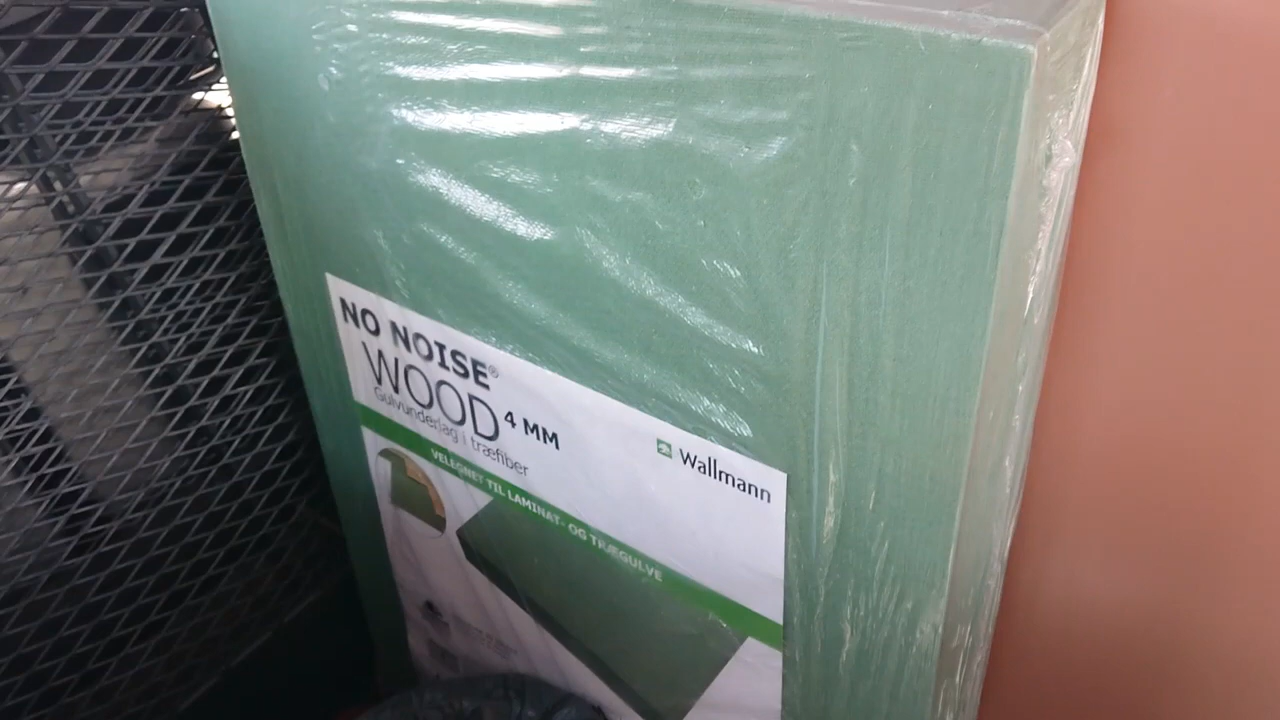 NO NOISE®
WOOD 4 MM
Gulvunderlag i træfiber
Wallmann
VELEGNET TIL LAMINAT- OG TRÆGULVE